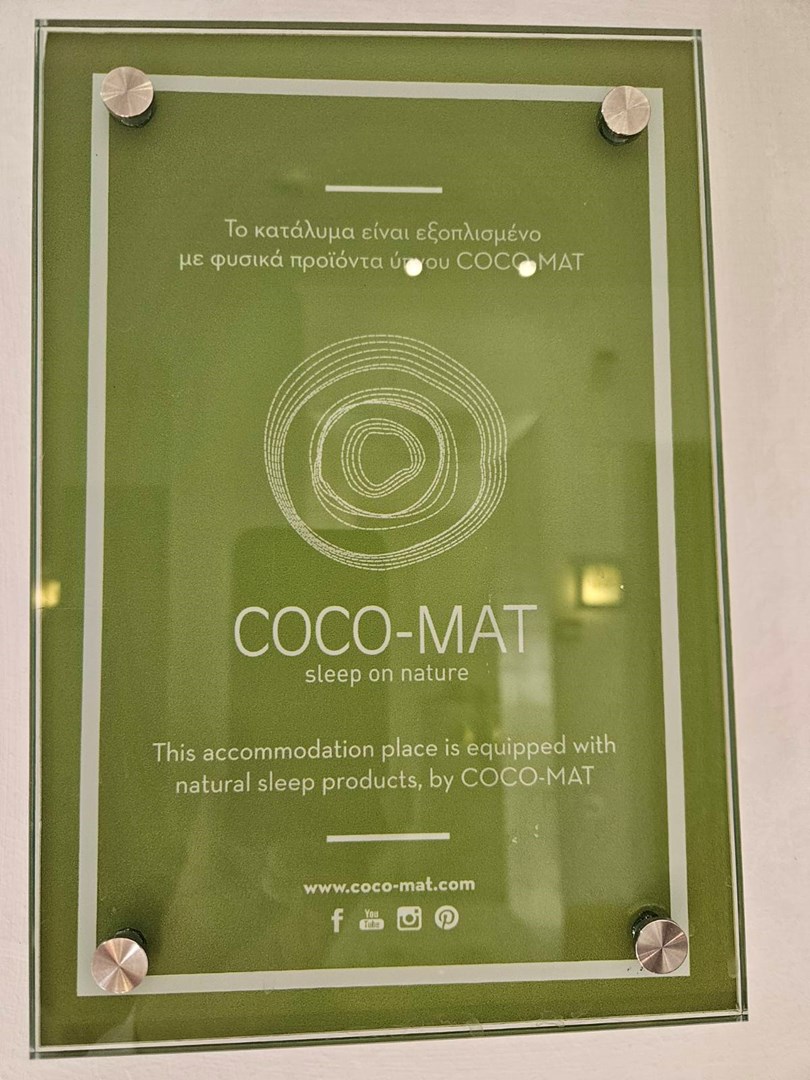 Το κατάλυμα είναι εξοπλισμένο
με φυσικά προϊόντα ύπνου COCO-MAT
COCO-MAT
sleep on nature
This accommodation place is equipped with
natural sleep products, by COCO-MAT
www.coco-mat.com
f You Tube